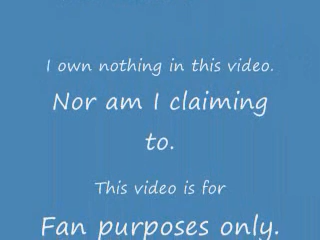 I own nothing in this video.
Nor am I claiming
to.
This video is for
Fan purposes only.